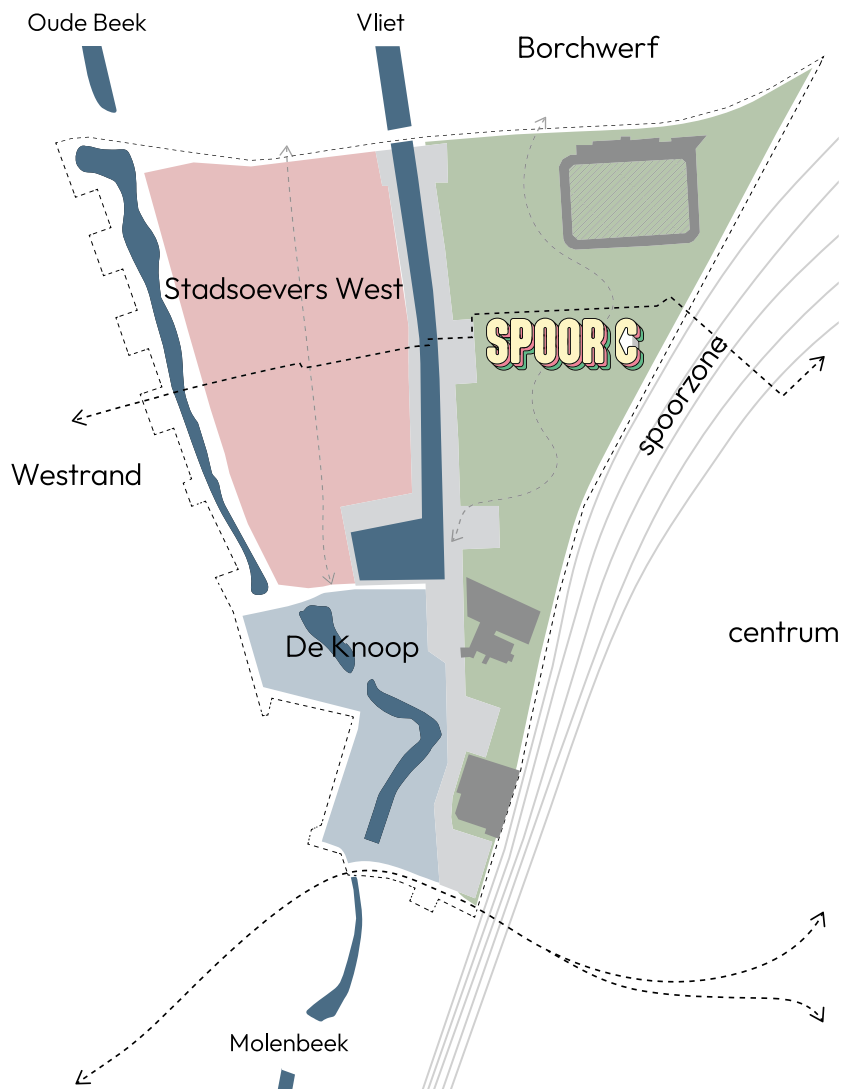 Oude Beek
Vliet
Borchwerf
Stadsoevers West
SPOOR C
spoorzone
Westrand
centrum
De Knoop
Molenbeek